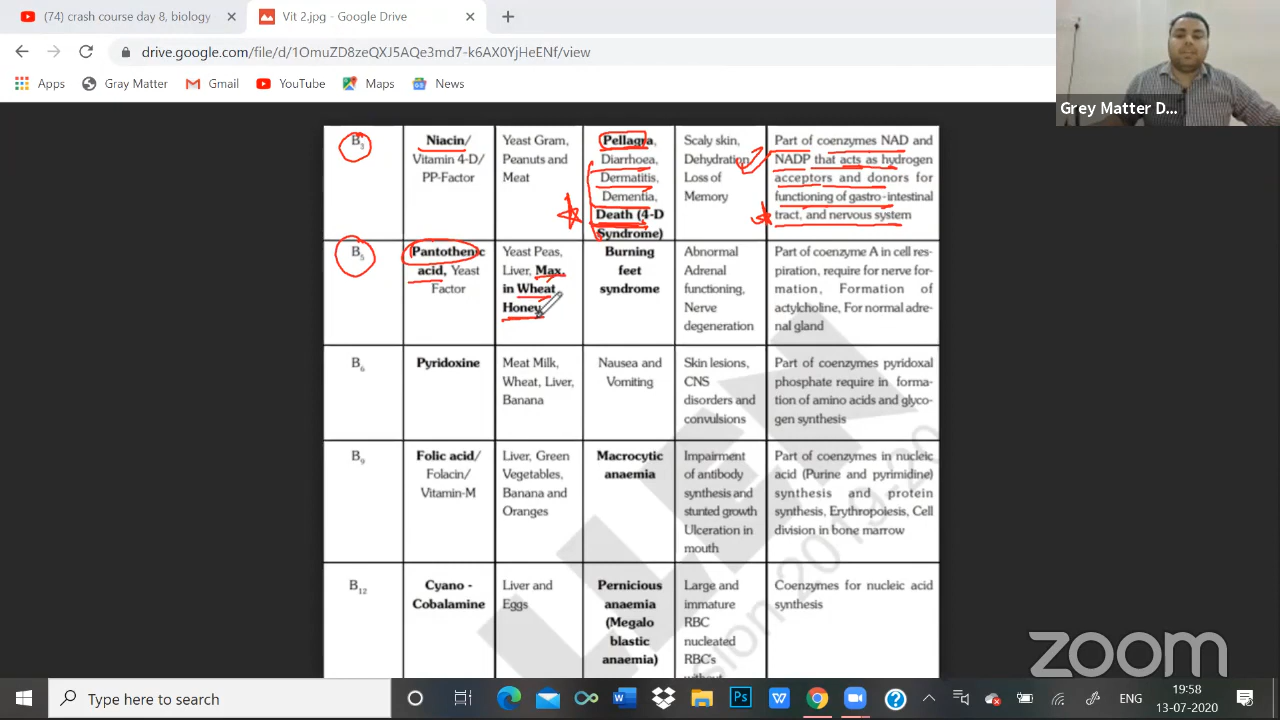 (74) crash course day 8, biology
Vit 2.jpg - Google Drive
drive.google.com/file/d/1OmuZD8zeQXJ5AQe3md7-k6AX0YjHeENf/view
Apps Gray Matter Gmail YouTube Maps News
Grey Matter D...
B3
Niacin/
Vitamin 4-D/
PP-Factor
Yeast Gram,
Peanuts and
Meat
Pellagra,
Diarrhoea,
Dermatitis,
Dementia,
Death (4-D
Syndrome)
Scaly skin,
Dehydration
Loss of
Memory
Part of coenzymes NAD and
NADP that acts as hydrogen
acceptors and donors for
functioning of gastro-intestinal
tract, and nervous system
B5
Pantothenic
acid, Yeast
Factor
Yeast Peas,
Liver, Max.
in Wheat
Honey
Burning
feet
syndrome
Abnormal
Adrenal
functioning,
Nerve
degeneration
Part of coenzyme A in cell res-
piration, require for nerve for-
mation, Formation of
actylcholine, For normal adre-
nal gland
B6
Pyridoxine
Meat Milk,
Wheat, Liver,
Banana
Nausea and
Vomiting
Skin lesions,
CNS
disorders and
convulsions
Part of coenzymes pyridoxal
phosphate require in forma-
tion of amino acids and glyco-
gen synthesis
B9
Folic acid/
Folacin/
Vitamin-M
Liver, Green
Vegetables,
Banana and
Oranges
Macrocytic
anaemia
Impairment
of antibody
synthesis and
stunted growth
Ulceration in
mouth
Part of coenzymes in nucleic
acid (Purine and pyrimidine)
synthesis and protein
synthesis, Erythropolesis, Cell
division in bone marrow
B12
Cyano -
Cobalamine
Liver and
Eggs
Pernicious
anaemia
(Megalo
blastic
anaemia)
Large and
immature
RBC
nucleated
RBC's
Coenzymes for nucleic acid
synthesis
zoom
Type here to search
ENG
19:58
13-07-2020